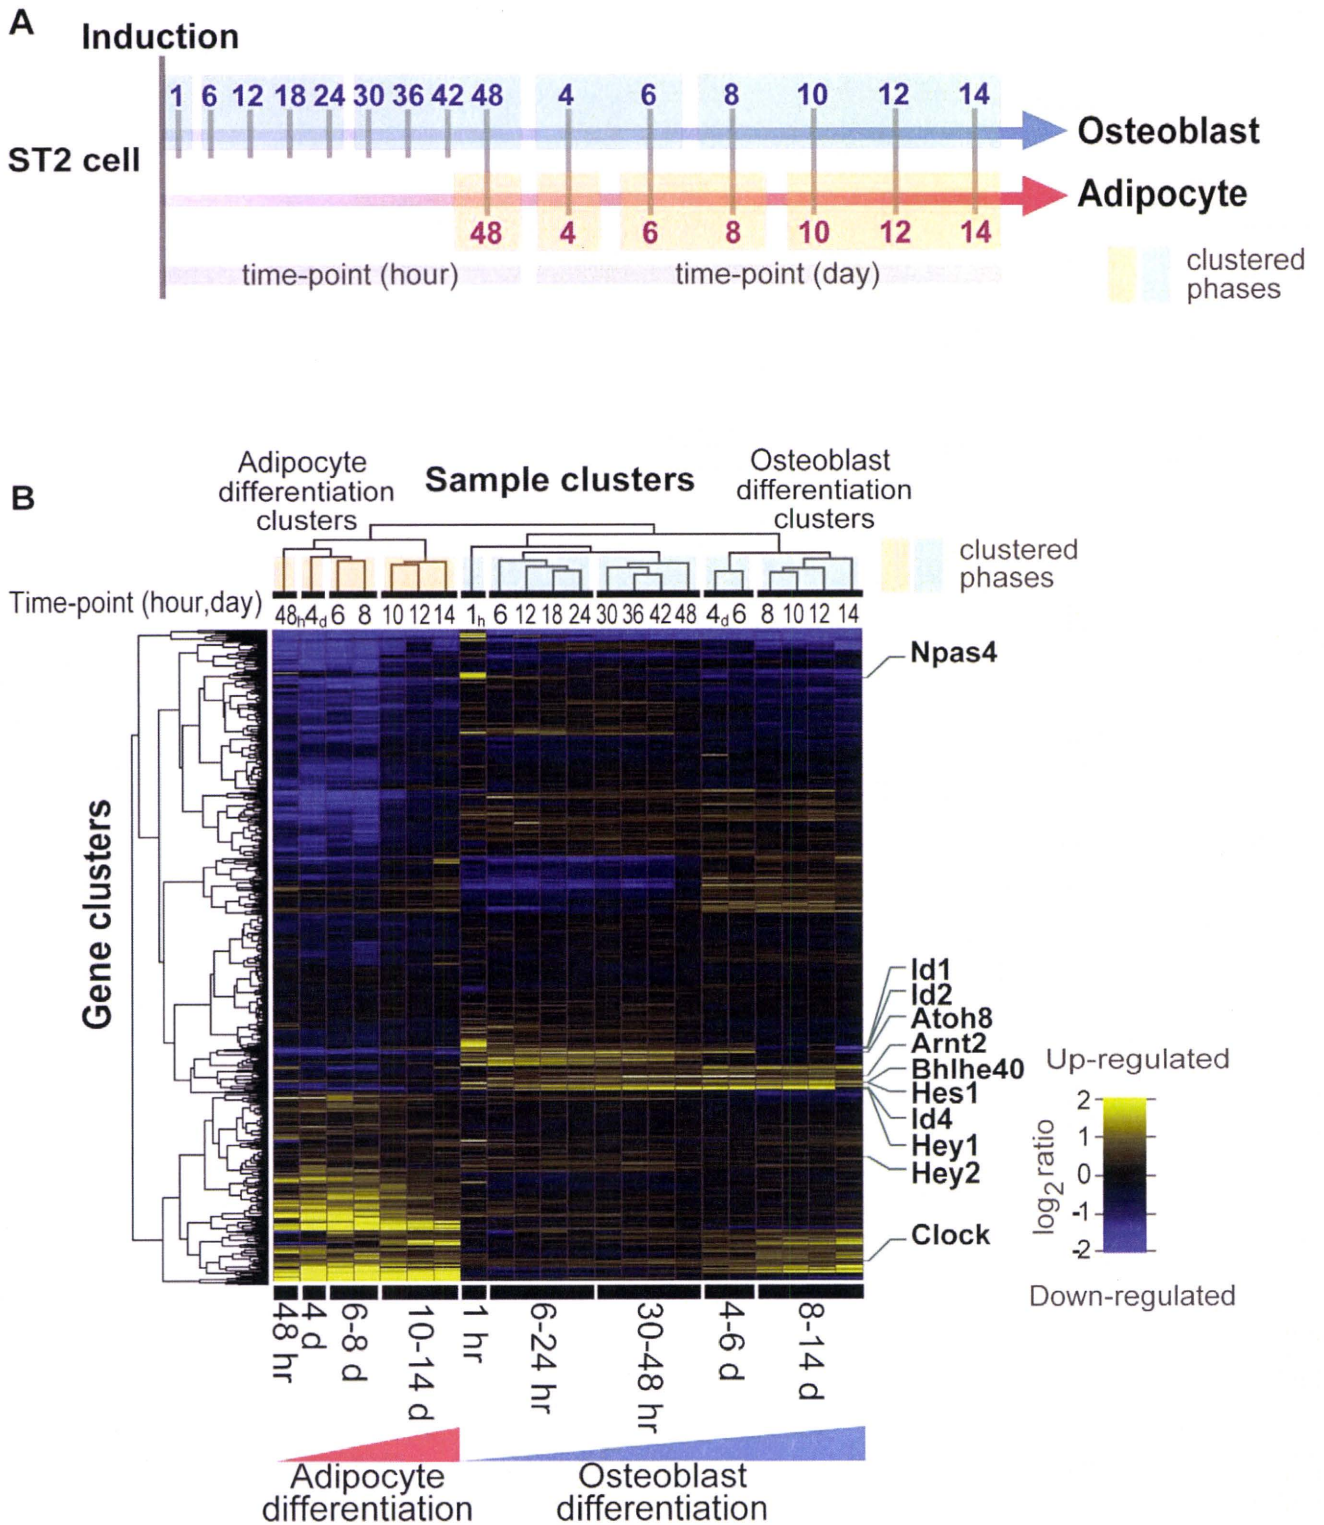 A
Induction
1 6 12 18 24 30 36 42 48 4 6 8 10 12 14
Osteoblast
ST2 cell
Adipocyte
48 4 6 8 10 12 14
time-point (hour) time-point (day)
clustered
phases
B
Adipocyte
differentiation
clusters
Sample clusters
Osteoblast
differentiation
clusters
clustered
phases
Time-point (hour,day)
48h 4d 6 8 10 12 14 1h 6 12 18 24 30 36 42 48 4d 6 8 10 12 14
Gene clusters
Npas4
Id1
Id2
Atoh8
Arnt2
Bhlhe40
Hes1
Id4
Hey1
Hey2
Clock
Up-regulated
2
1
0
-1
-2
log2 ratio
Down-regulated
48 hr
4 d
6-8 d
10-14 d
1 hr
6-24 hr
30-48 hr
4-6 d
8-14 d
Adipocyte
differentiation
Osteoblast
differentiation